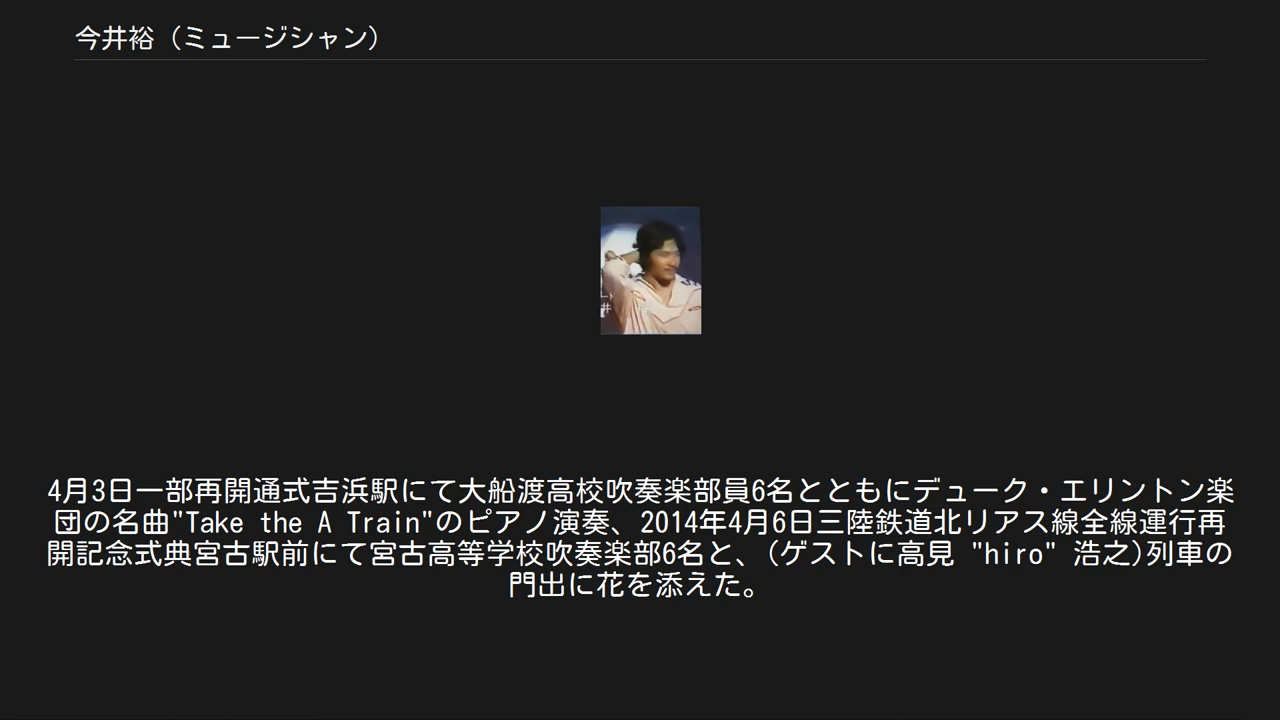 今井裕（ミュージシャン）
井
4月3日一部再開通式吉浜駅にて大船渡高校吹奏楽部員6名とともにデューク・エリントン楽
団の名曲"Take the A Train"のピアノ演奏、2014年4月6日三陸鉄道北リアス線全線運行再
開記念式典宮古駅前にて宮古高等学校吹奏楽部6名と、(ゲストに高見 "hiro" 浩之)列車の
門出に花を添えた。